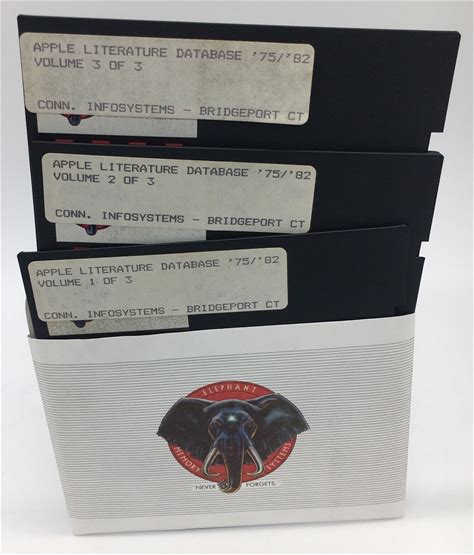 APPLE LITERATURE DATABASE '75/'82
VOLUME 3 OF 3
CONN. INFOSYSTEMS - BRIDGEPORT CT
APPLE LITERATURE DATABASE '75/'82
VOLUME 2 OF 3
CONN. INFOSYSTEMS - BRIDGEPORT CT
APPLE LITERATURE DATABASE '75/'82
VOLUME 1 OF 3
CONN. INFOSYSTEMS - BRIDGEPORT CT
ELEPHANT
MEMORY SYSTEMS
"NEVER FORGETS.